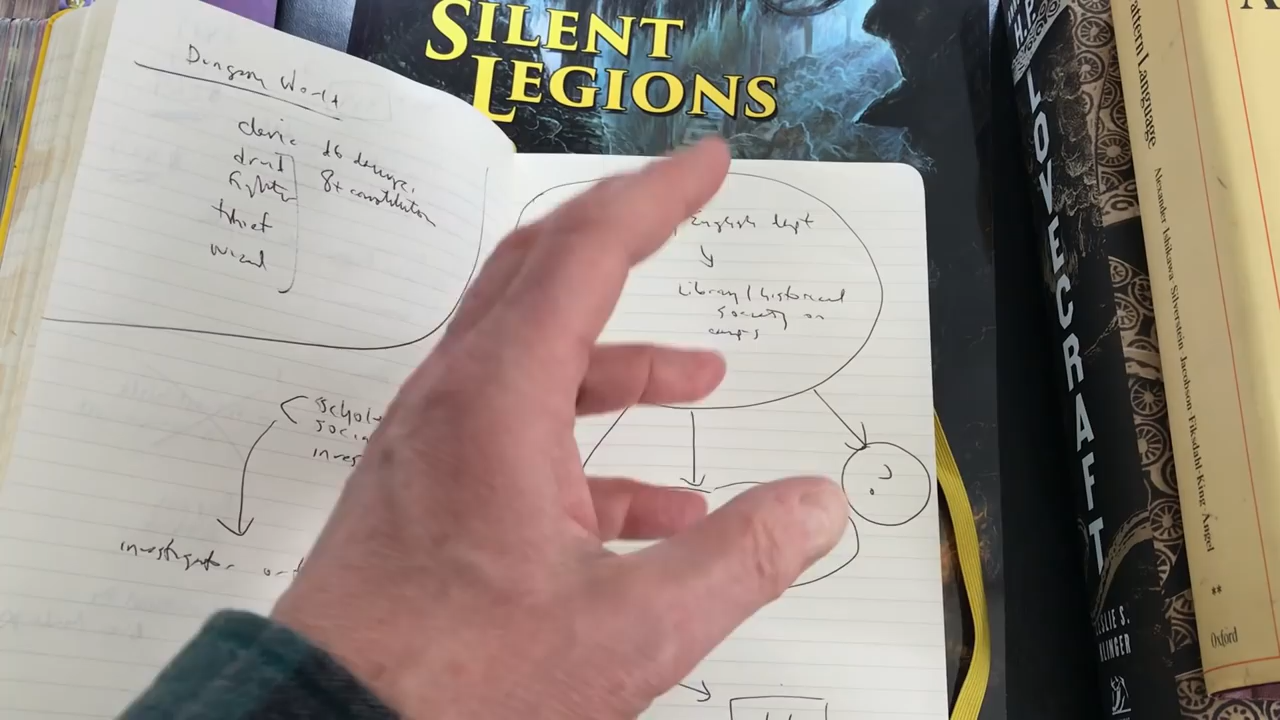 SILENT
LEGIONS
Dungeon World
cleric d6 damage,
druid 8+ constitution
fighter
thief
wizard
English dept
Library/historical
society on
campus
?
investigator
H.P. LOVECRAFT
LESLIE S.
KLINGER
Pattern Language
Alexander·Ishikawa·Silverstein·Jacobson·Fiksdahl-King·Angel
**
Oxford